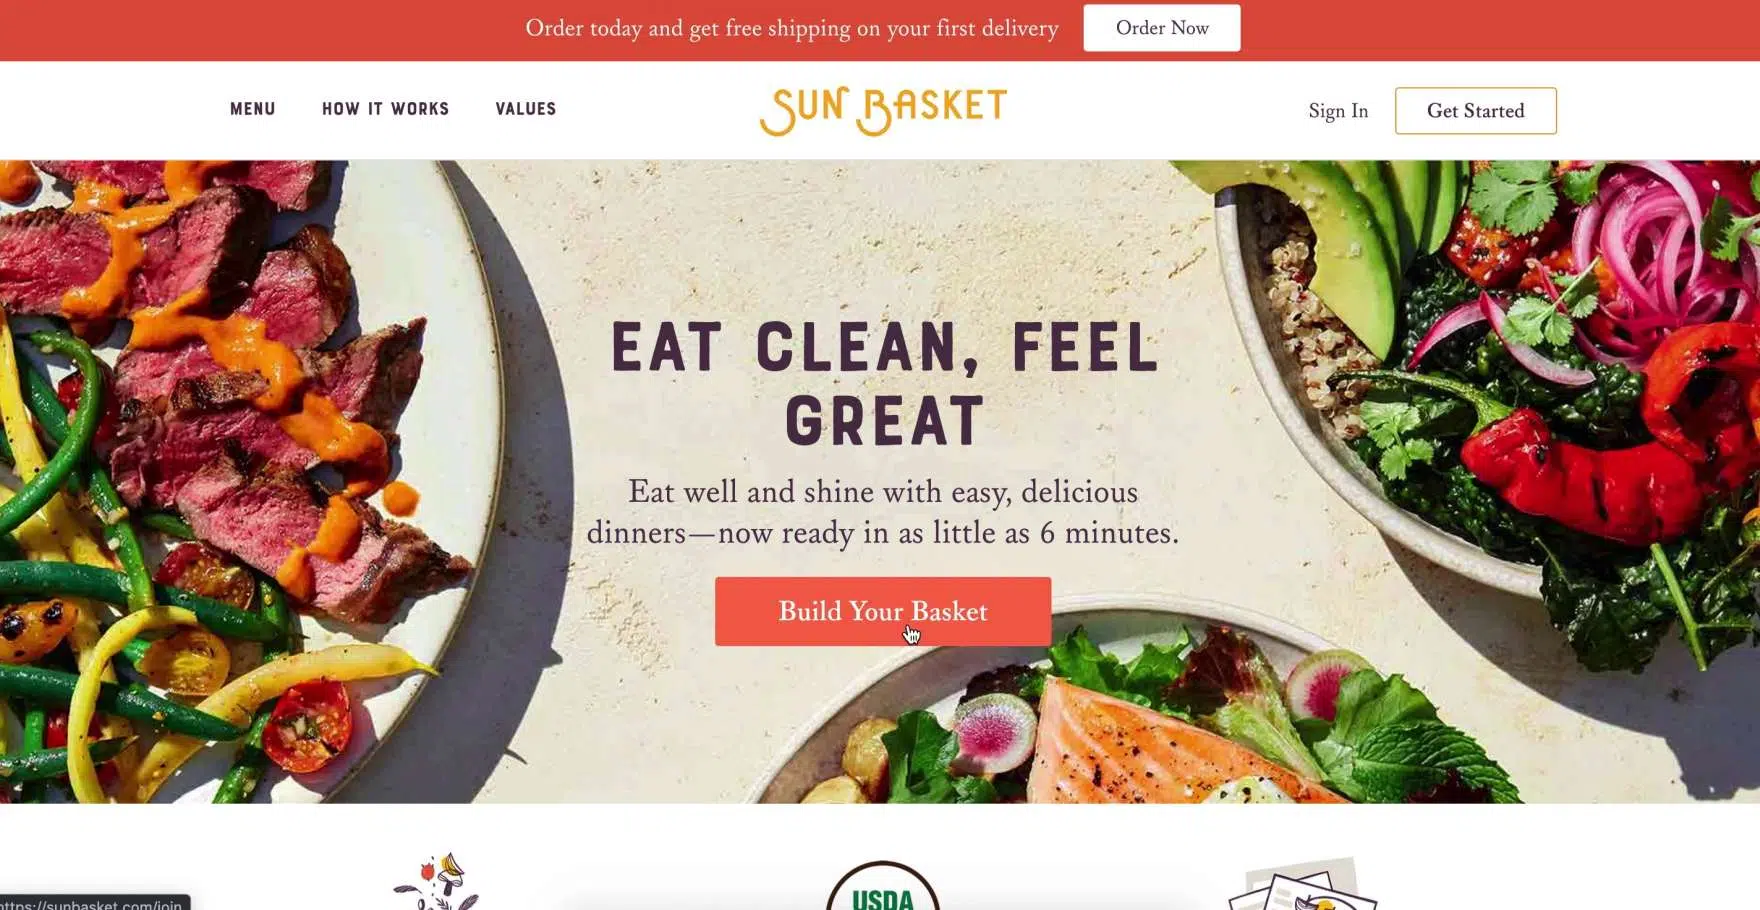 Order today and get free shipping on your first delivery
Order Now
MENU
HOW IT WORKS
VALUES
SUN BASKET
Sign In
Get Started
EAT CLEAN, FEEL
GREAT
Eat well and shine with easy, delicious
dinners—now ready in as little as 6 minutes.
Build Your Basket
USDA
https://sunbasket.com/join